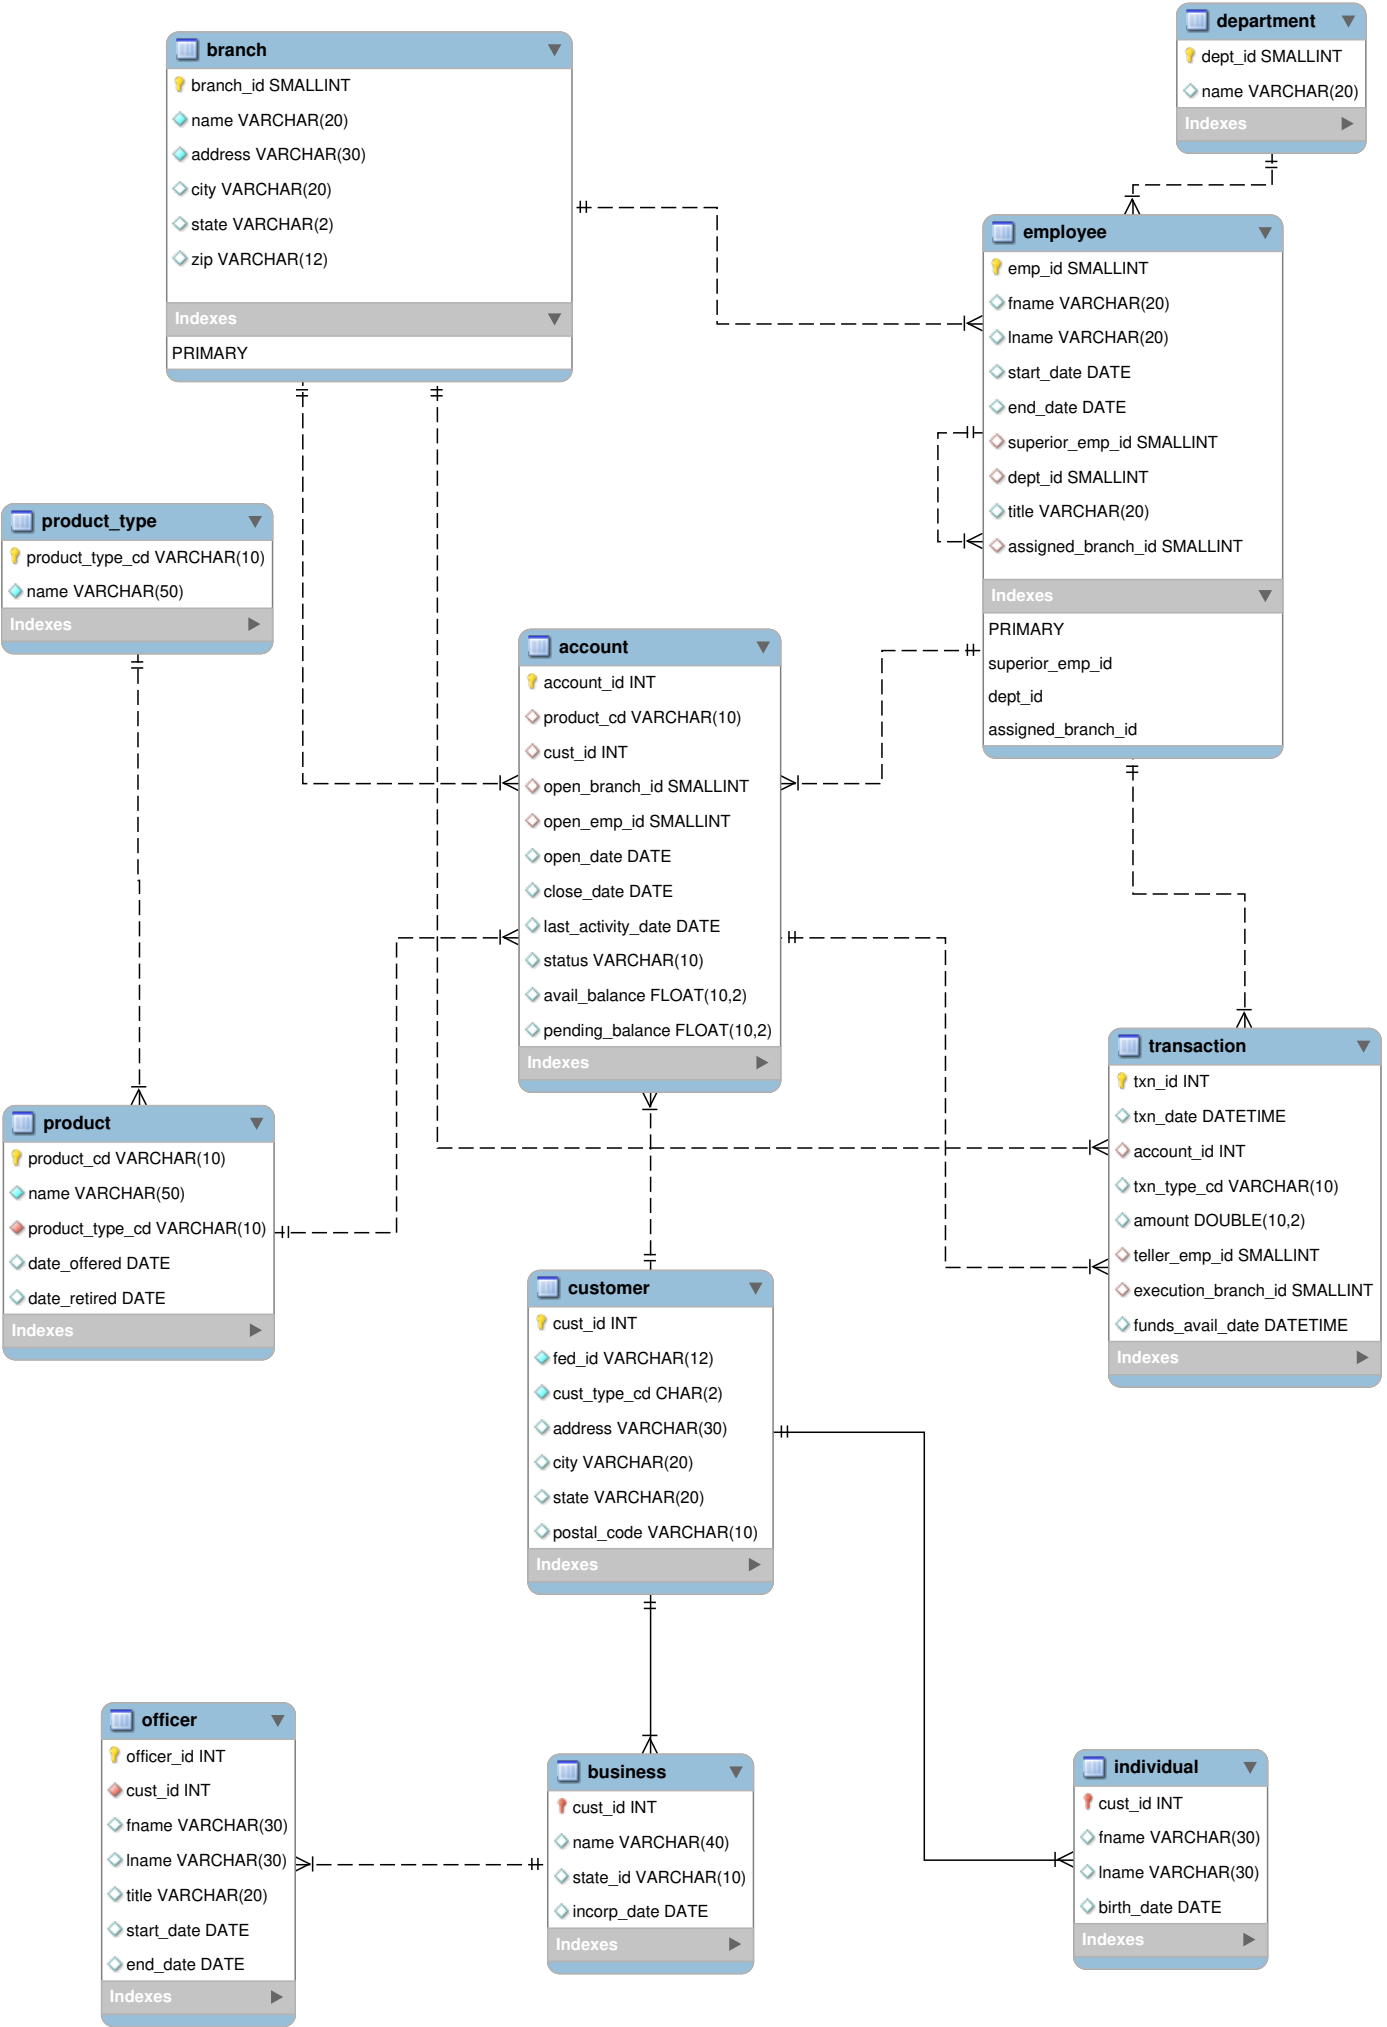 department
dept_id SMALLINT
name VARCHAR(20)
Indexes
branch
branch_id SMALLINT
name VARCHAR(20)
address VARCHAR(30)
city VARCHAR(20)
state VARCHAR(2)
zip VARCHAR(12)
Indexes
PRIMARY
employee
emp_id SMALLINT
fname VARCHAR(20)
lname VARCHAR(20)
start_date DATE
end_date DATE
superior_emp_id SMALLINT
dept_id SMALLINT
title VARCHAR(20)
assigned_branch_id SMALLINT
Indexes
PRIMARY
superior_emp_id
dept_id
assigned_branch_id
product_type
product_type_cd VARCHAR(10)
name VARCHAR(50)
Indexes
account
account_id INT
product_cd VARCHAR(10)
cust_id INT
open_branch_id SMALLINT
open_emp_id SMALLINT
open_date DATE
close_date DATE
last_activity_date DATE
status VARCHAR(10)
avail_balance FLOAT(10,2)
pending_balance FLOAT(10,2)
Indexes
transaction
txn_id INT
txn_date DATETIME
account_id INT
txn_type_cd VARCHAR(10)
amount DOUBLE(10,2)
teller_emp_id SMALLINT
execution_branch_id SMALLINT
funds_avail_date DATETIME
Indexes
product
product_cd VARCHAR(10)
name VARCHAR(50)
product_type_cd VARCHAR(10)
date_offered DATE
date_retired DATE
Indexes
customer
cust_id INT
fed_id VARCHAR(12)
cust_type_cd CHAR(2)
address VARCHAR(30)
city VARCHAR(20)
state VARCHAR(20)
postal_code VARCHAR(10)
Indexes
officer
officer_id INT
cust_id INT
fname VARCHAR(30)
lname VARCHAR(30)
title VARCHAR(20)
start_date DATE
end_date DATE
Indexes
business
cust_id INT
name VARCHAR(40)
state_id VARCHAR(10)
incorp_date DATE
Indexes
individual
cust_id INT
fname VARCHAR(30)
lname VARCHAR(30)
birth_date DATE
Indexes